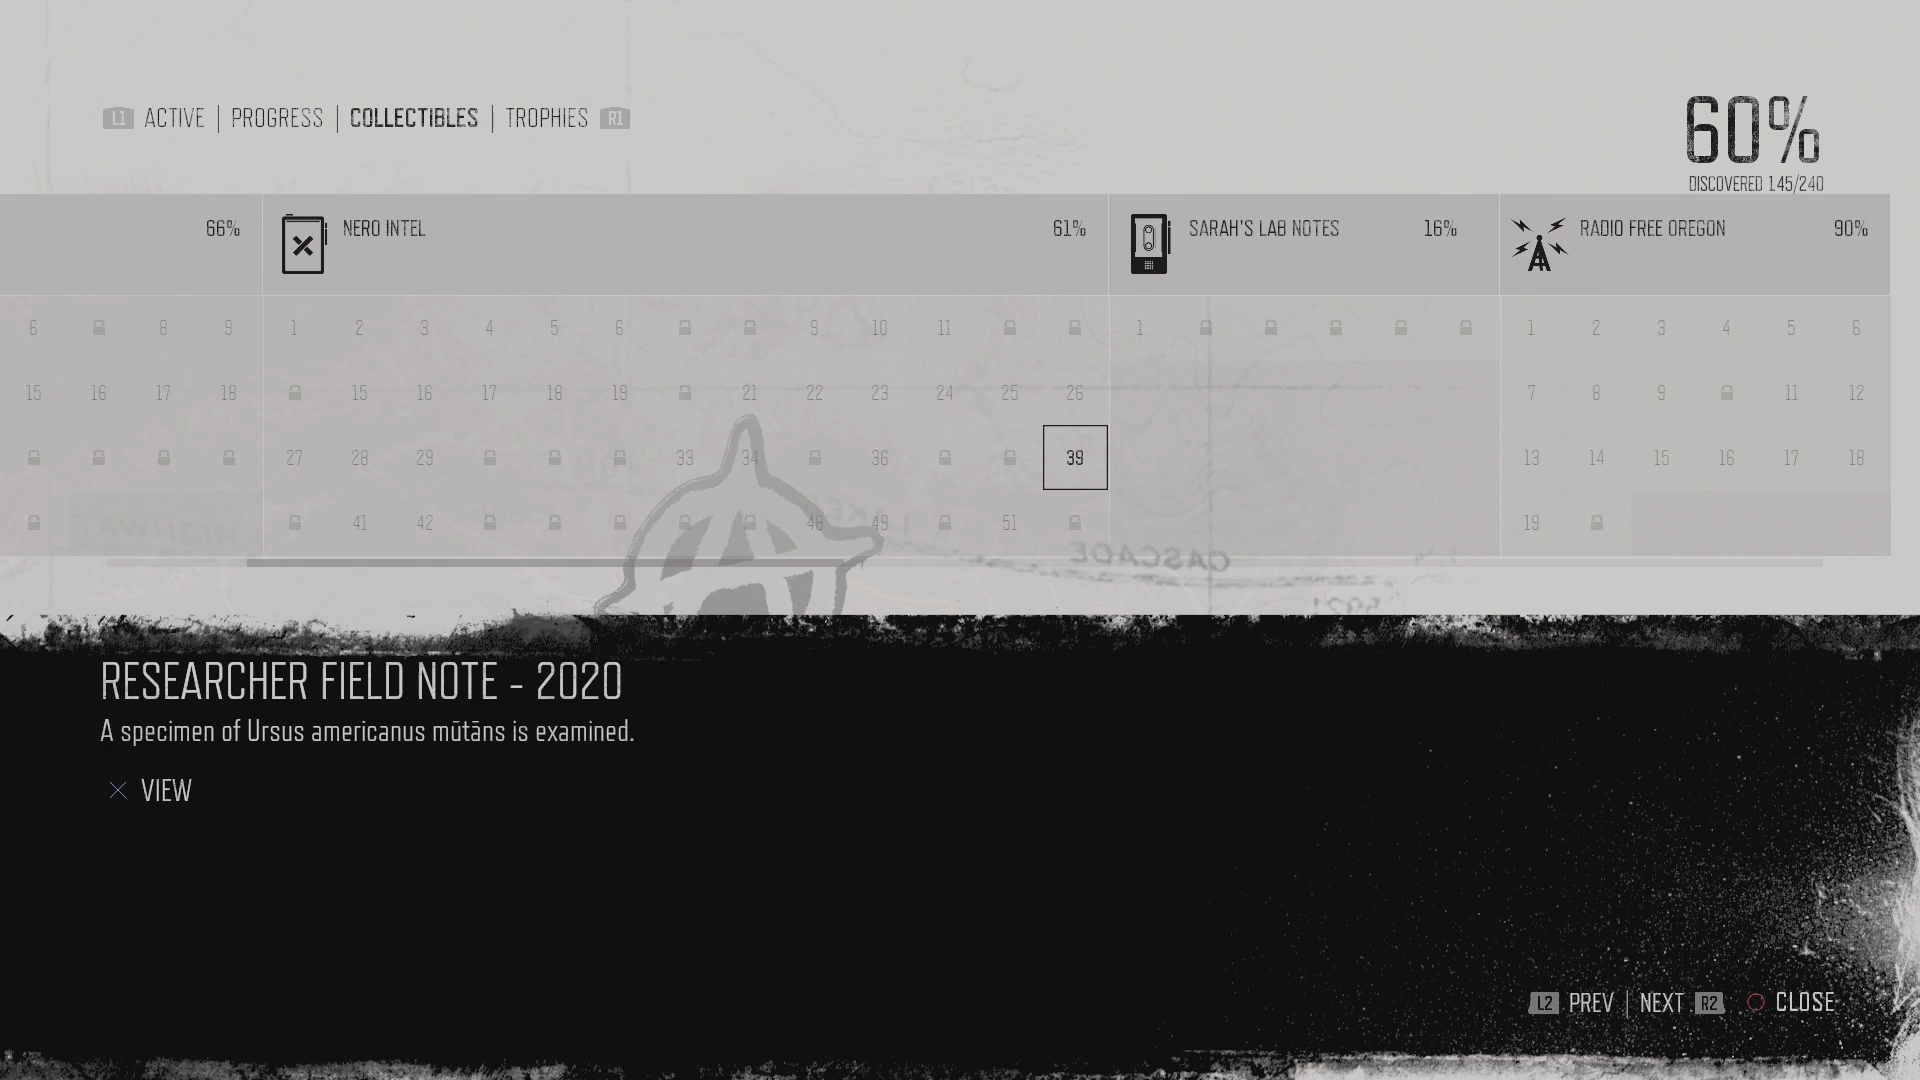 L1 ACTIVE | PROGRESS | COLLECTIBLES | TROPHIES R1
60%
DISCOVERED 145/240
66% NERO INTEL 61% SARAH'S LAB NOTES 16% RADIO FREE OREGON 90%
6 8 9 1 2 3 4 5 6 9 10 11 1 1 2 3 4 5 6
15 16 17 18 15 16 17 18 19 21 22 23 24 25 26 7 8 9 11 12
27 28 29 33 34 36 39 13 14 15 16 17 18
41 42 48 49 51 19
HIGHWAY
CASCADE
RESEARCHER FIELD NOTE - 2020
A specimen of Ursus americanus mūtāns is examined.
VIEW
L2 PREV | NEXT R2 CLOSE